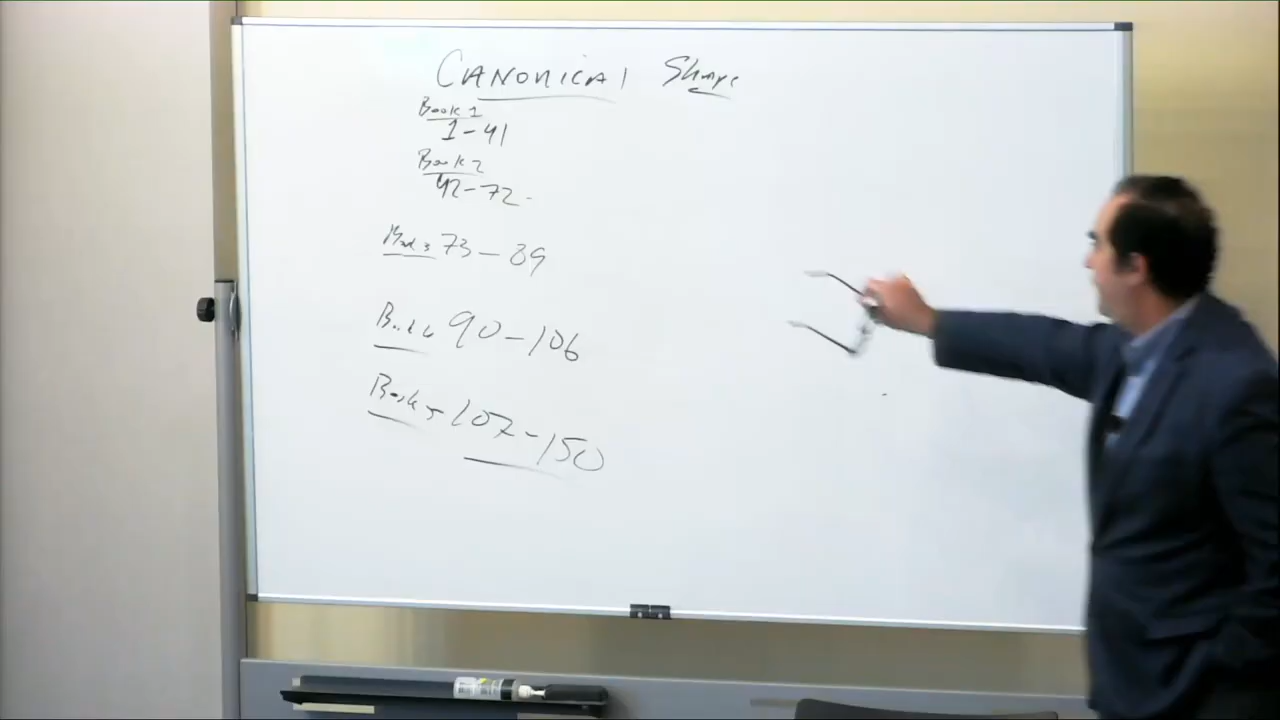 Canonical Shape
Book 1
1-41
Book 2
42-72
Book 3 73-89
Book 4 90-106
Book 5 107-150